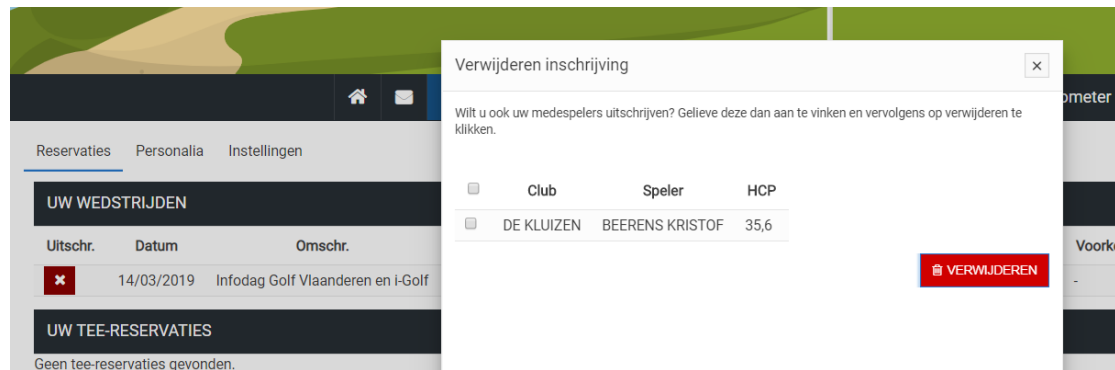 Verwijderen inschrijving
Wilt u ook uw medespelers uitschrijven? Gelieve deze dan aan te vinken en vervolgens op verwijderen te
klikken.
Club Speler HCP
DE KLUIZEN BEERENS KRISTOF 35,6
VERWIJDEREN
Reservaties Personalia Instellingen
UW WEDSTRIJDEN
Uitschr. Datum Omschr.
14/03/2019 Infodag Golf Vlaanderen en i-Golf -
UW TEE-RESERVATIES
Geen tee-reservaties gevonden.